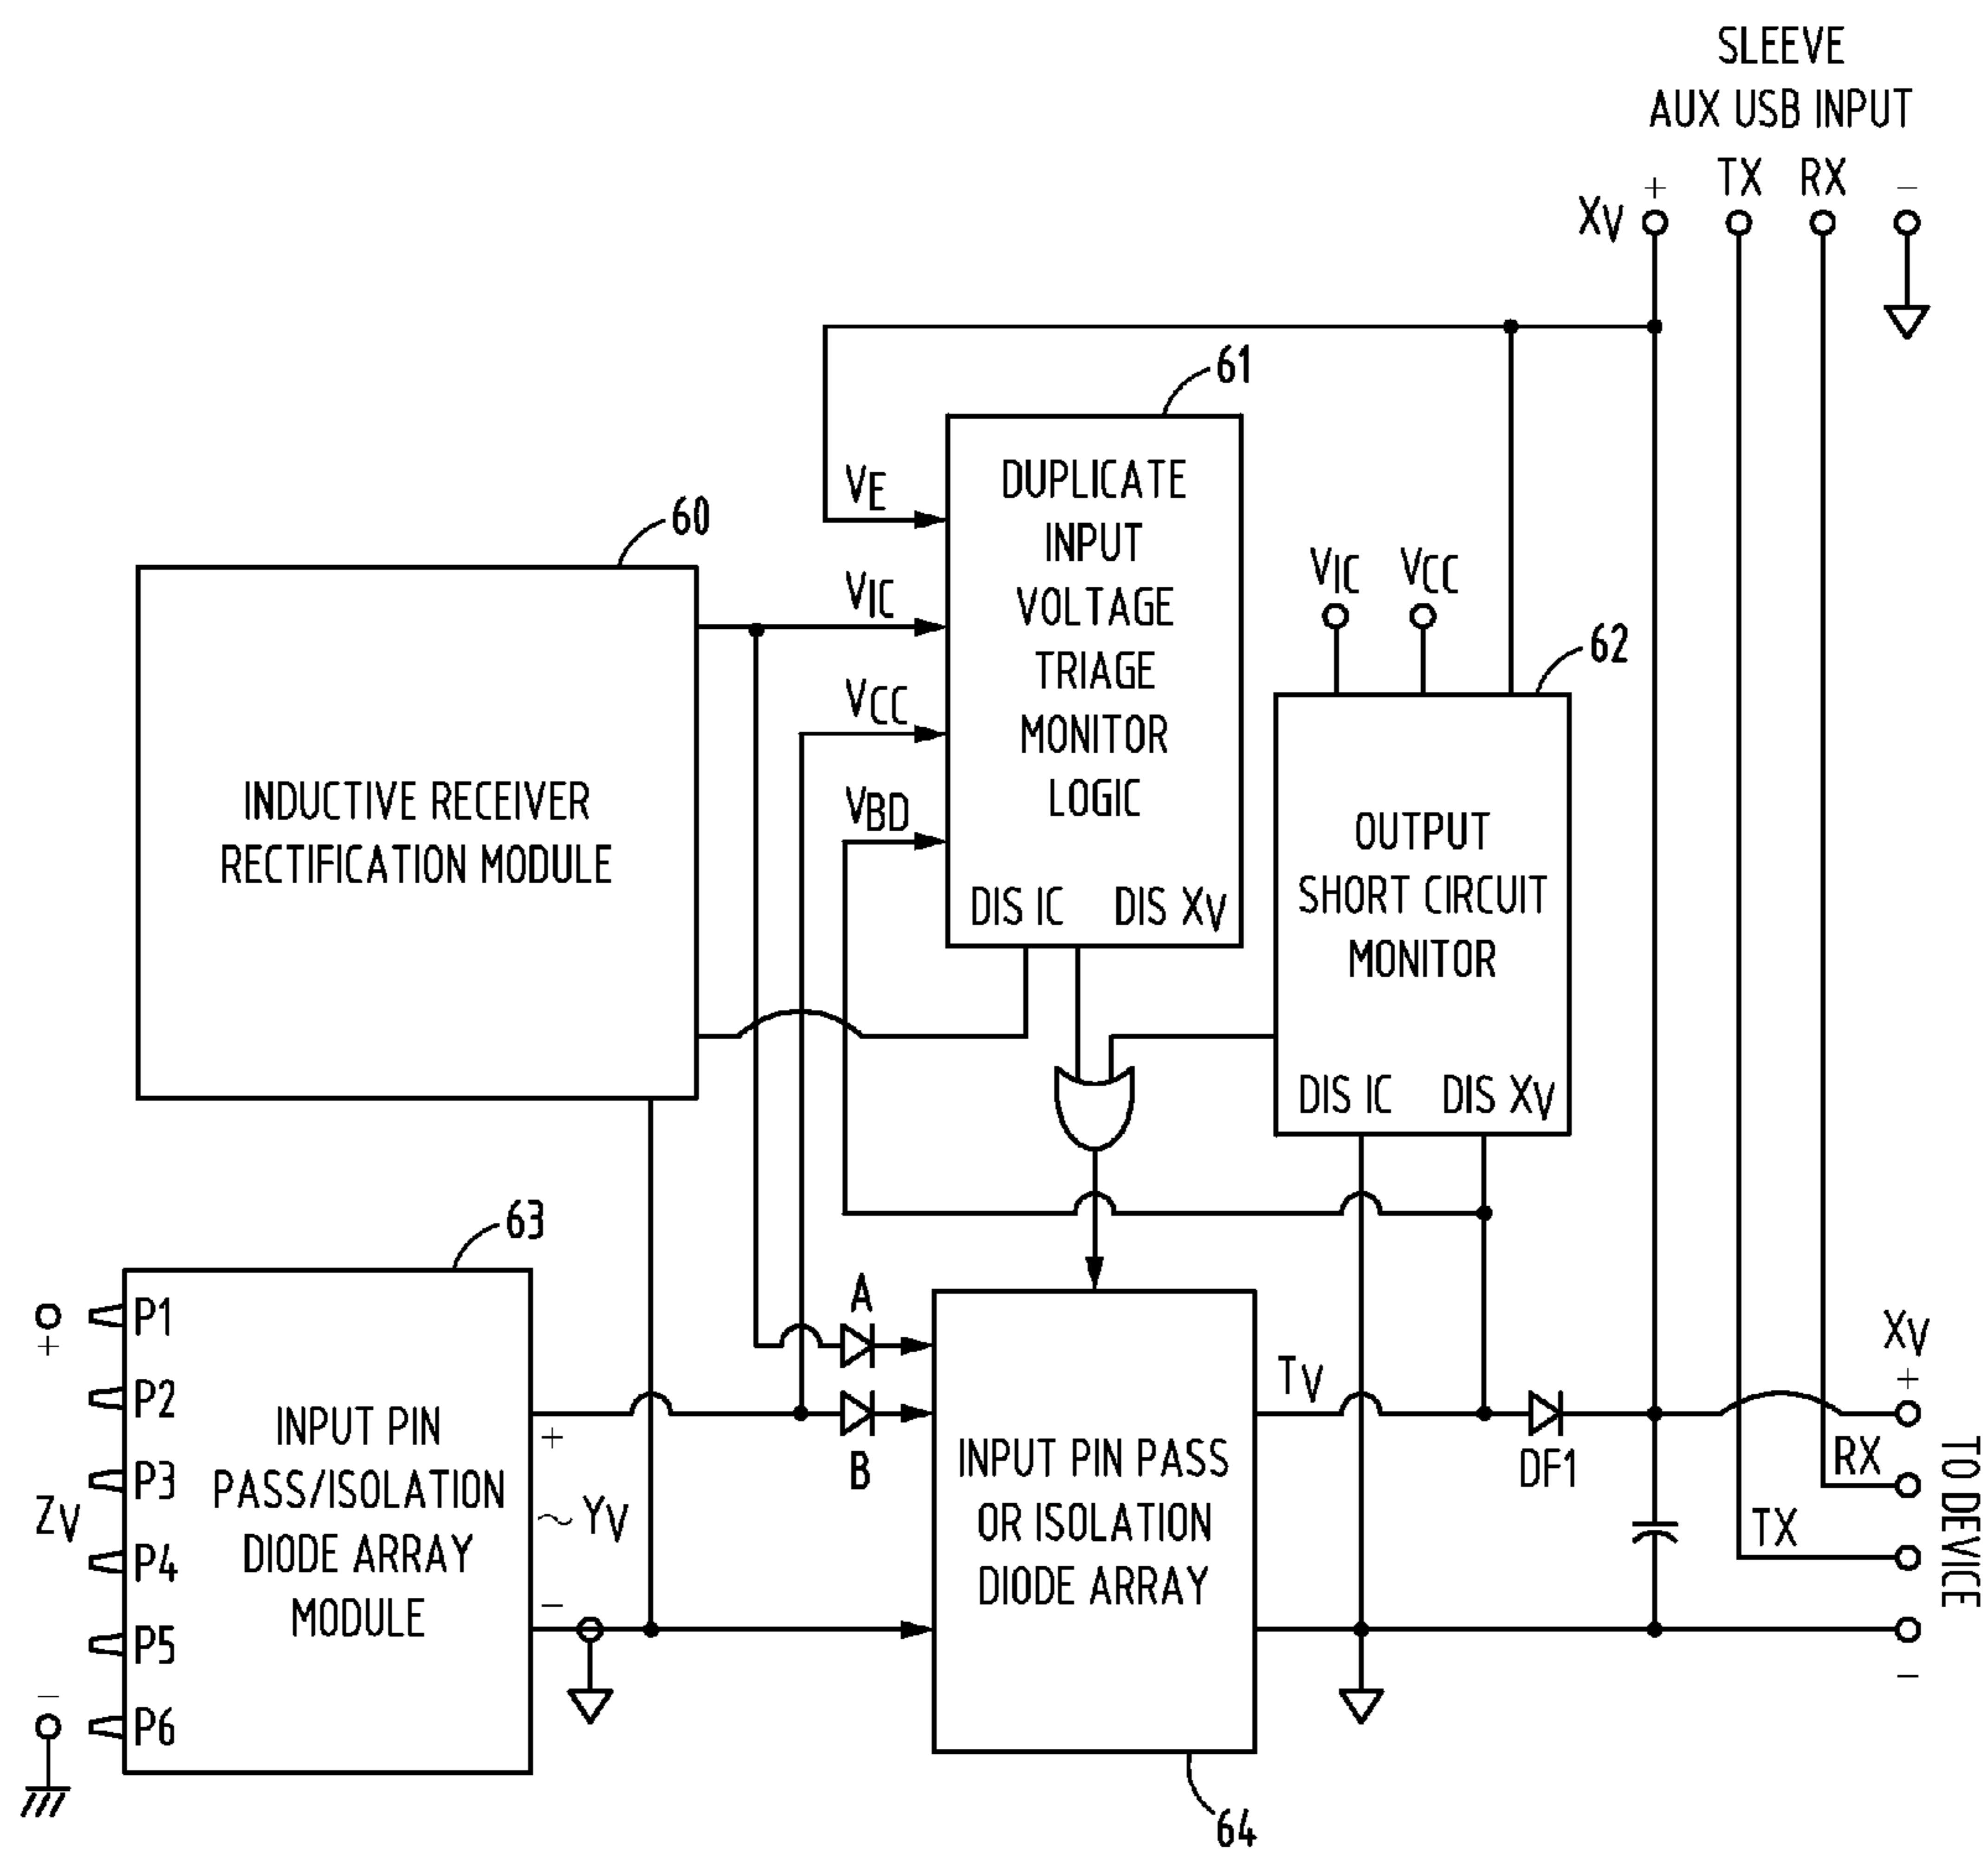 SLEEVE
AUX USB INPUT
+ TX RX −
XV
61
VE
DUPLICATE
INPUT
VOLTAGE
TRIAGE
MONITOR
LOGIC
60
VIC
VCC
VBD
DIS IC DIS XV
VIC VCC
62
INDUCTIVE RECEIVER
RECTIFICATION MODULE
OUTPUT
SHORT CIRCUIT
MONITOR
DIS IC DIS XV
63
+
P1
P2
P3
P4
P5
P6
ZV
−
INPUT PIN
PASS/ISOLATION
DIODE ARRAY
MODULE
+
~YV
−
A
B
INPUT PIN PASS
OR ISOLATION
DIODE ARRAY
64
TV
DF1
XV
+
RX
TX
−
TO DEVICE